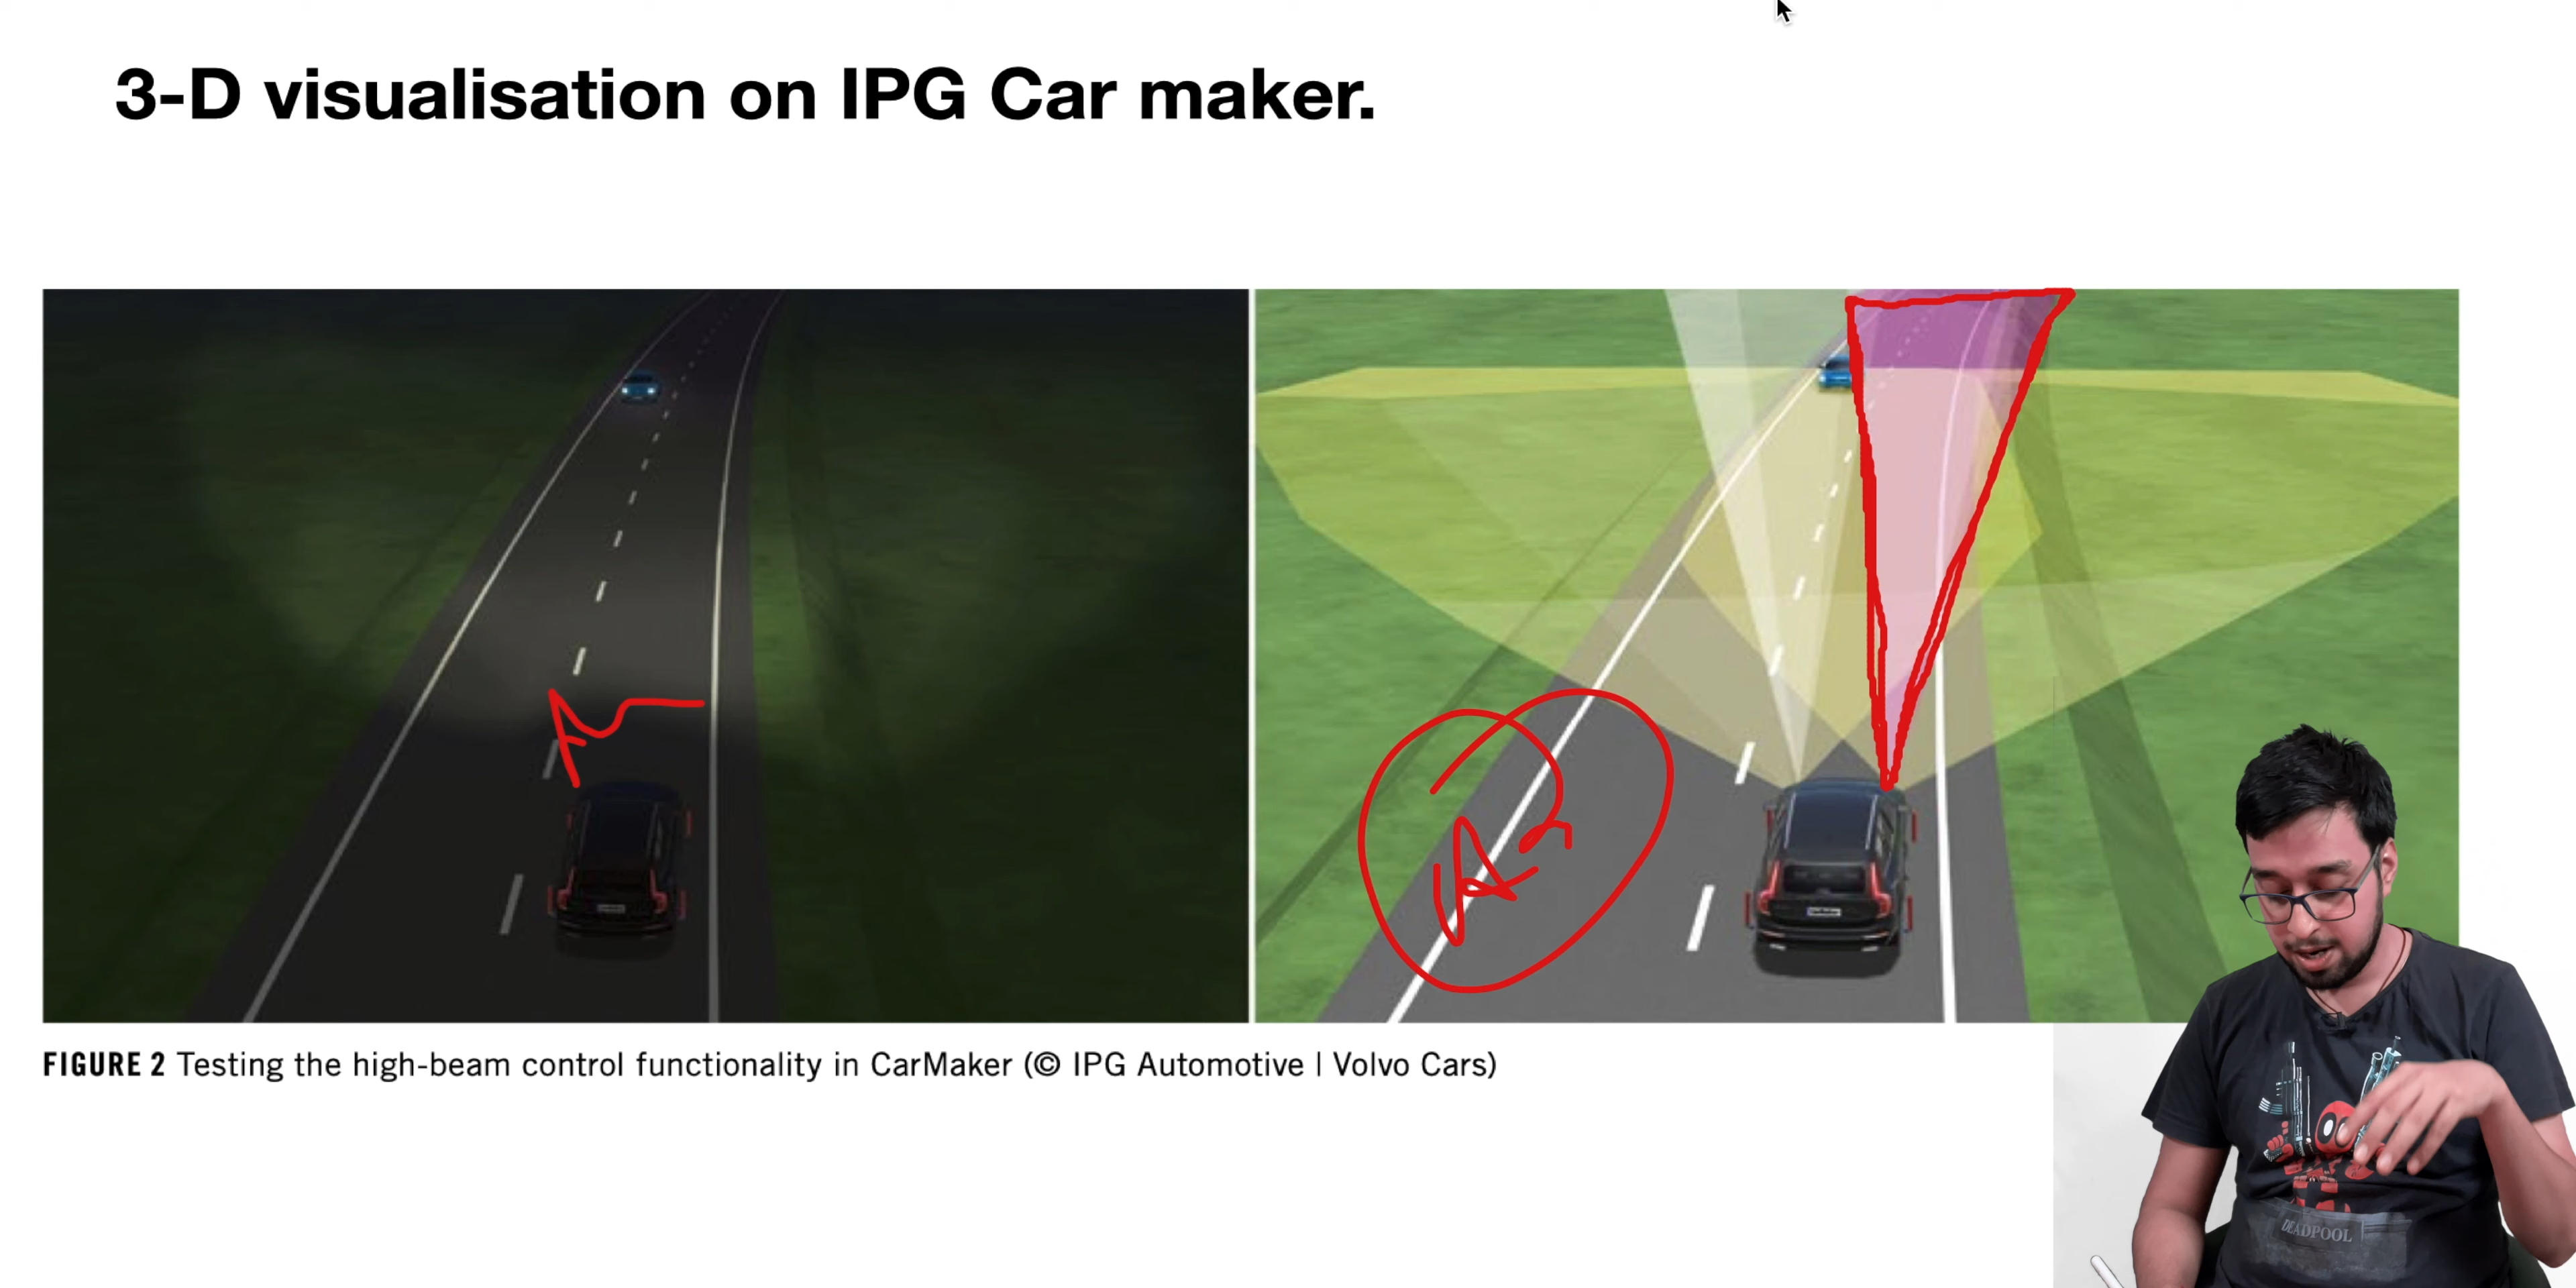 3-D visualisation on IPG Car maker.
FIGURE 2 Testing the high-beam control functionality in CarMaker (© IPG Automotive | Volvo Cars)
DEADPOOL